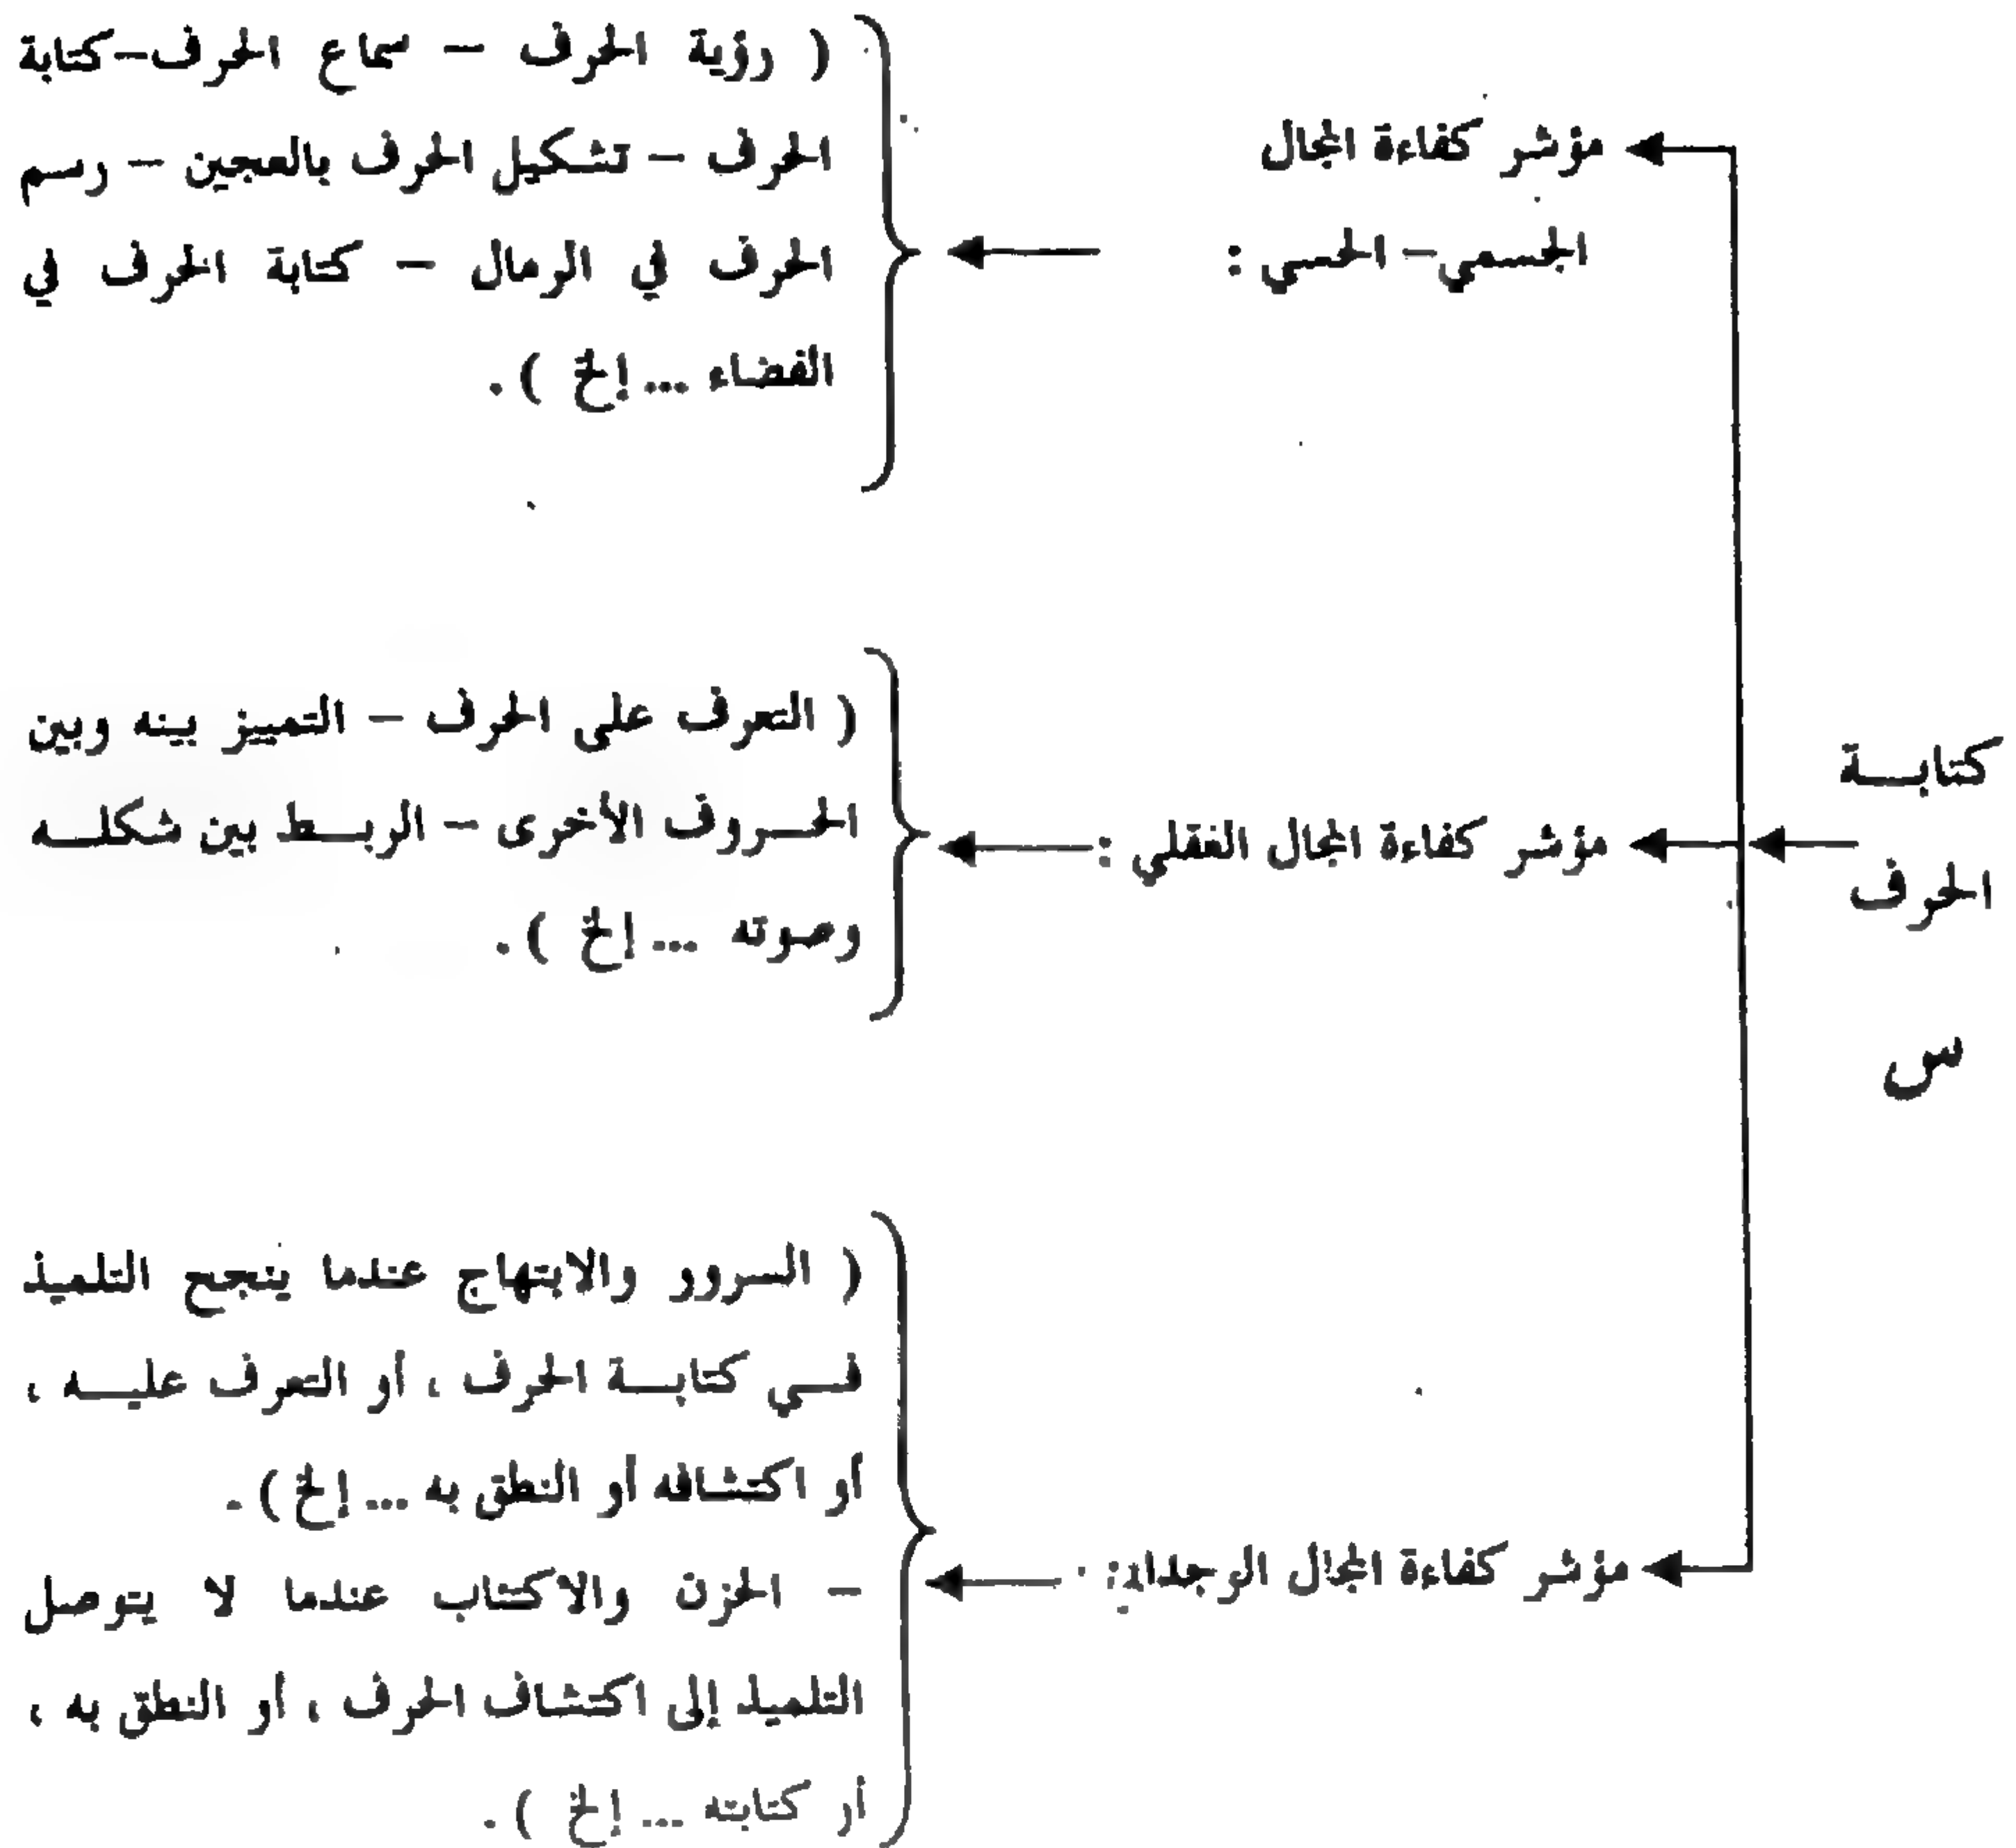 كتابة
الحرف
س
مؤشر كفاءة المجال
الجسمي – الحسي :
( رؤية الحرف – سماع الحرف – كتابة
الحرف – تشكيل الحرف بالعجين – رسم
الحرف في الرمال – كتابة الحرف في
الفضاء ... إلخ ) .
مؤشر كفاءة المجال العقلي :
( التعرف على الحرف – التمييز بينه وبين
الحروف الأخرى – الربط بين شكله
وصوته ... إلخ ) .
مؤشر كفاءة المجال الوجداني :
( السرور والابتهاج عندما ينجح التلميذ
في كتابة الحرف ، أو التعرف عليه ،
أو اكتشافه أو النطق به ... إلخ ) .
– الحزن والاكتئاب عندما لا يتوصل
التلميذ إلى اكتشاف الحرف ، أو النطق به ،
أو كتابته ... إلخ ) .